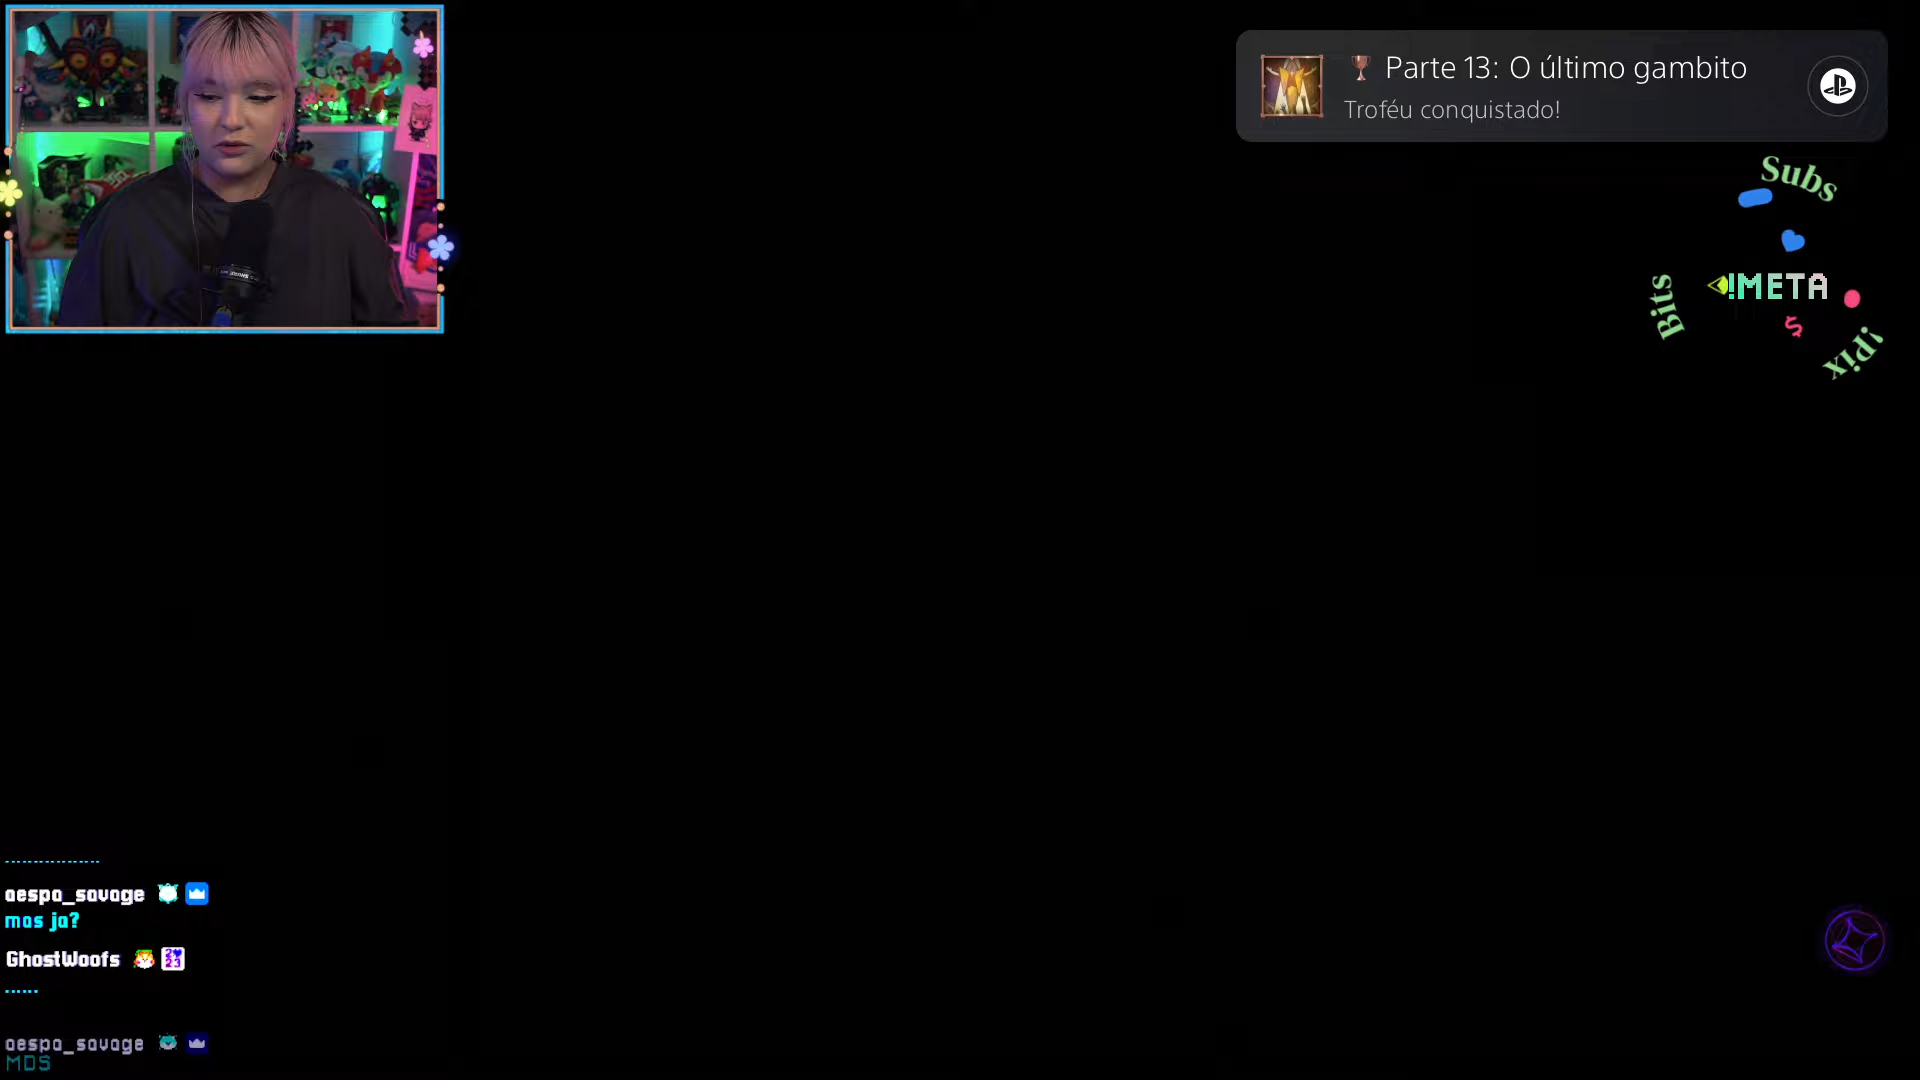 Parte 13: O último gambito
Troféu conquistado!
Subs
!META
Bits
!Pix
.................
aespa_savage
mas ja?
GhostWoofs
......
aespa_savage
MDS